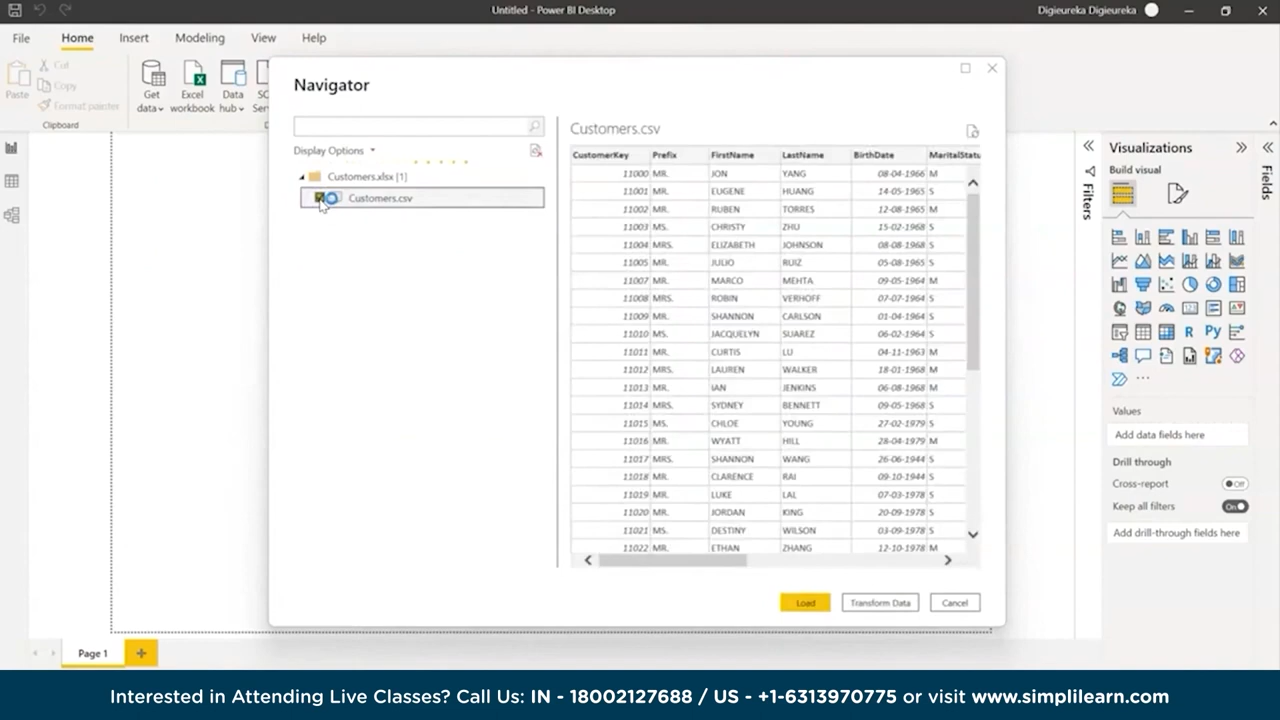 Untitled - Power BI Desktop
Digieureka Digieureka
File Home Insert Modeling View Help
Paste
Cut
Copy
Format painter
Clipboard
Get data
Excel workbook
Data hub
Navigator
Display Options
Customers.xlsx [1]
Customers.csv
Customers.csv
CustomerKey Prefix FirstName LastName BirthDate MaritalStatu
11000 MR. JON YANG 08-04-1966 M
11001 MR. EUGENE HUANG 14-05-1965 S
11002 MR. RUBEN TORRES 12-08-1965 M
11003 MS. CHRISTY ZHU 15-02-1968 S
11004 MRS. ELIZABETH JOHNSON 08-08-1968 S
11005 MR. JULIO RUIZ 05-08-1965 S
11007 MR. MARCO MEHTA 09-05-1964 M
11008 MRS. ROBIN VERHOFF 07-07-1964 S
11009 MR. SHANNON CARLSON 01-04-1964 S
11010 MS. JACQUELYN SUAREZ 06-02-1964 S
11011 MR. CURTIS LU 04-11-1963 M
11012 MRS. LAUREN WALKER 18-01-1968 M
11013 MR. IAN JENKINS 06-08-1968 M
11014 MRS. SYDNEY BENNETT 09-05-1968 S
11015 MS. CHLOE YOUNG 27-02-1979 S
11016 MR. WYATT HILL 28-04-1979 M
11017 MRS. SHANNON WANG 26-06-1944 S
11018 MR. CLARENCE RAI 09-10-1944 S
11019 MR. LUKE LAL 07-03-1978 S
11020 MR. JORDAN KING 20-09-1978 S
11021 MS. DESTINY WILSON 03-09-1978 S
11022 MR. ETHAN ZHANG 12-10-1978 M
Load Transform Data Cancel
Filters
Visualizations
Build visual
R Py
Values
Add data fields here
Drill through
Cross-report Off
Keep all filters On
Add drill-through fields here
Fields
Page 1
Interested in Attending Live Classes? Call Us: IN - 18002127688 / US - +1-6313970775 or visit www.simplilearn.com